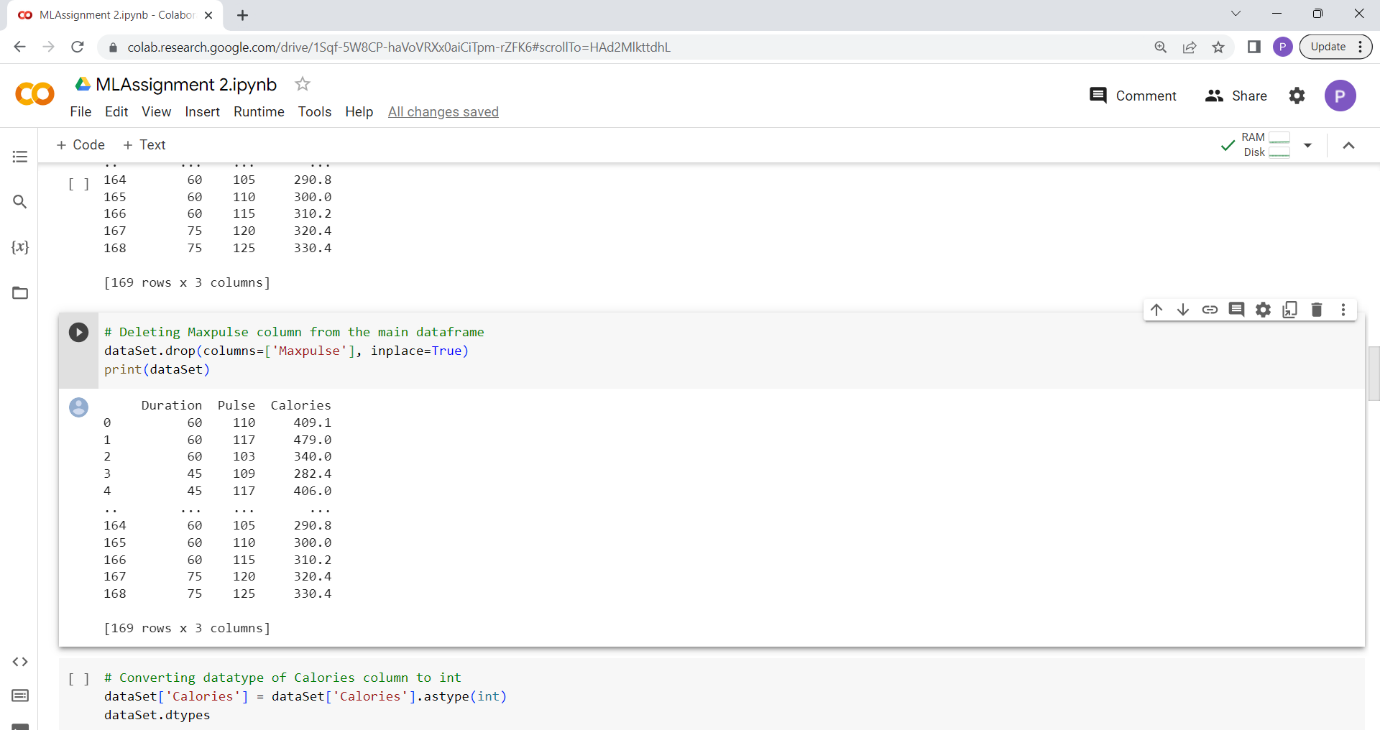 MLAssignment 2.ipynb - Colabor
colab.research.google.com/drive/1Sqf-5W8CP-haVoVRXx0aiCiTpm-rZFK6#scrollTo=HAd2MlkttdhL
P
Update
MLAssignment 2.ipynb
File Edit View Insert Runtime Tools Help All changes saved
Comment
Share
P
+ Code + Text
RAM
Disk
{x}
.. ... ... ...
[ ] 164 60 105 290.8
165 60 110 300.0
166 60 115 310.2
167 75 120 320.4
168 75 125 330.4
[169 rows x 3 columns]
# Deleting Maxpulse column from the main dataframe
dataSet.drop(columns=['Maxpulse'], inplace=True)
print(dataSet)
Duration Pulse Calories
0 60 110 409.1
1 60 117 479.0
2 60 103 340.0
3 45 109 282.4
4 45 117 406.0
.. ... ... ...
164 60 105 290.8
165 60 110 300.0
166 60 115 310.2
167 75 120 320.4
168 75 125 330.4
[169 rows x 3 columns]
[ ] # Converting datatype of Calories column to int
dataSet['Calories'] = dataSet['Calories'].astype(int)
dataSet.dtypes